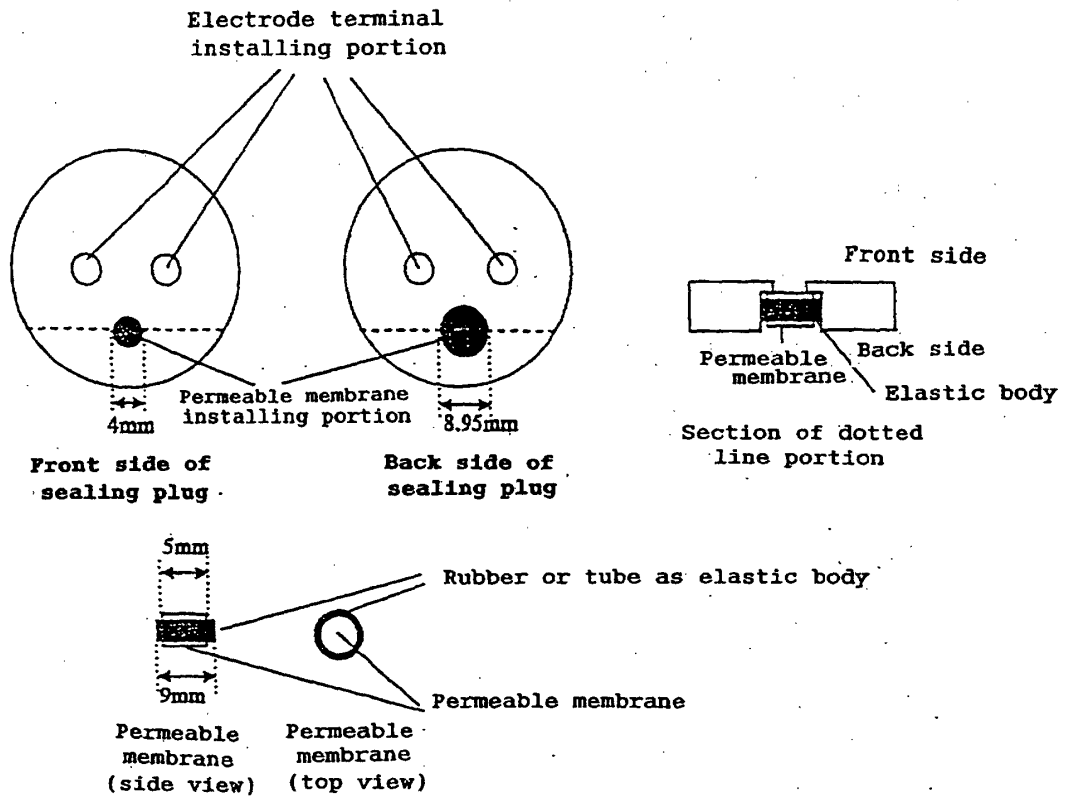 Electrode terminal
installing portion
Front side
Permeable
membrane
Back side
Elastic body
Section of dotted
line portion
Permeable membrane
installing portion
4mm
8.95mm
Front side of
sealing plug
Back side of
sealing plug
5mm
Rubber or tube as elastic body
9mm
Permeable membrane
Permeable
membrane
(side view)
Permeable
membrane
(top view)